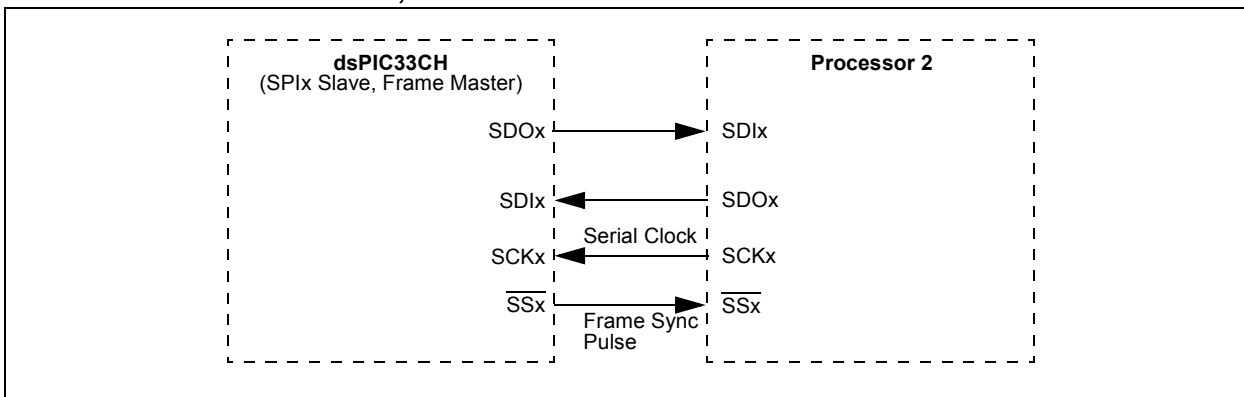 dsPIC33CH
(SPIx Slave, Frame Master)
Processor 2
SDOx
SDIx
SDIx
SDOx
Serial Clock
SCKx
SCKx
SSx
SSx
Frame Sync
Pulse